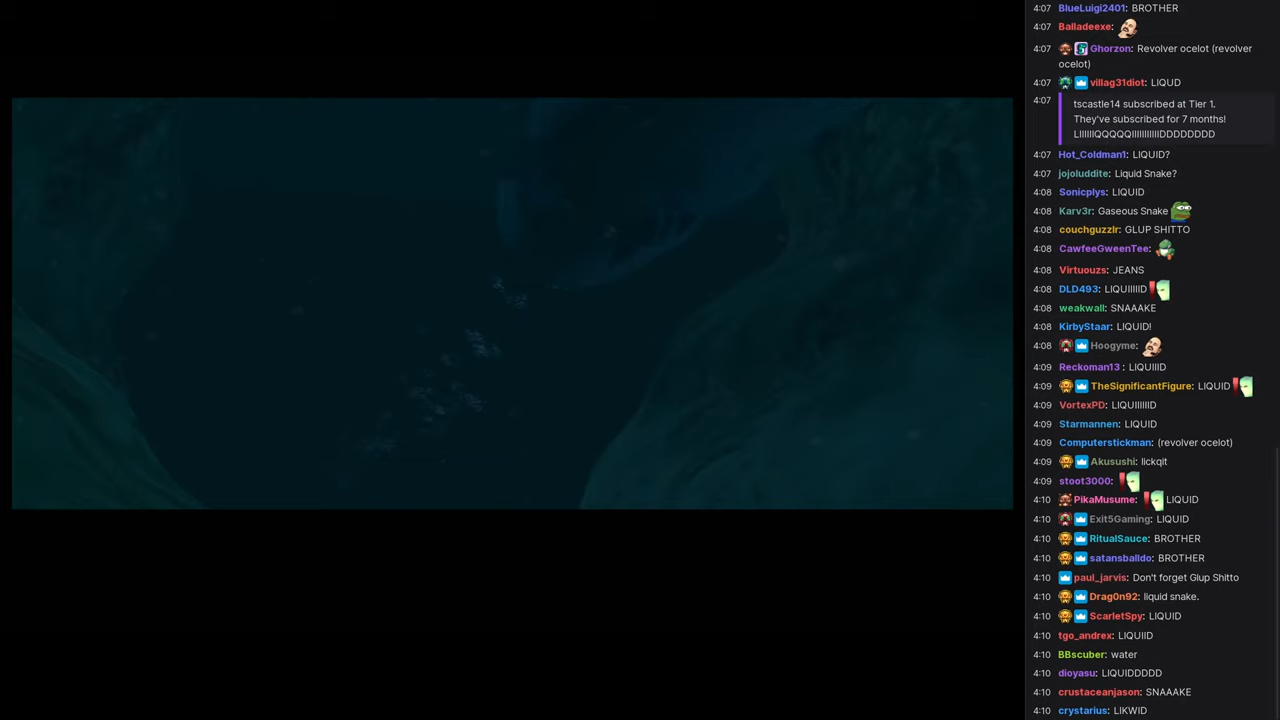 4:07 BlueLuigi2401: BROTHER
4:07 Balladeexe:
4:07 Ghorzon: Revolver ocelot (revolver
ocelot)
4:07 villag31diot: LIQUD
4:07 tscastle14 subscribed at Tier 1.
They've subscribed for 7 months!
LIIIIIIQQQQQIIIIIIIIIIIDDDDDDDD
4:07 Hot_Coldman1: LIQUID?
4:07 jojoluddite: Liquid Snake?
4:08 Sonicplys: LIQUID
4:08 Karv3r: Gaseous Snake
4:08 couchguzzlr: GLUP SHITTO
4:08 CawfeeGweenTee:
4:08 Virtuouzs: JEANS
4:08 DLD493: LIQUIIIIID
4:08 weakwall: SNAAAKE
4:08 KirbyStaar: LIQUID!
4:08 Hoogyme:
4:09 Reckoman13 : LIQUIIID
4:09 TheSignificantFigure: LIQUID
4:09 VortexPD: LIQUIIIIIID
4:09 Starmannen: LIQUID
4:09 Computerstickman: (revolver ocelot)
4:09 Akusushi: lickqit
4:09 stoot3000:
4:10 PikaMusume: LIQUID
4:10 Exit5Gaming: LIQUID
4:10 RitualSauce: BROTHER
4:10 satansballdo: BROTHER
4:10 paul_jarvis: Don't forget Glup Shitto
4:10 Drag0n92: liquid snake.
4:10 ScarletSpy: LIQUID
4:10 tgo_andrex: LIQUIID
4:10 BBscuber: water
4:10 dioyasu: LIQUIDDDDD
4:10 crustaceanjason: SNAAAKE
4:10 crystarius: LIKWID